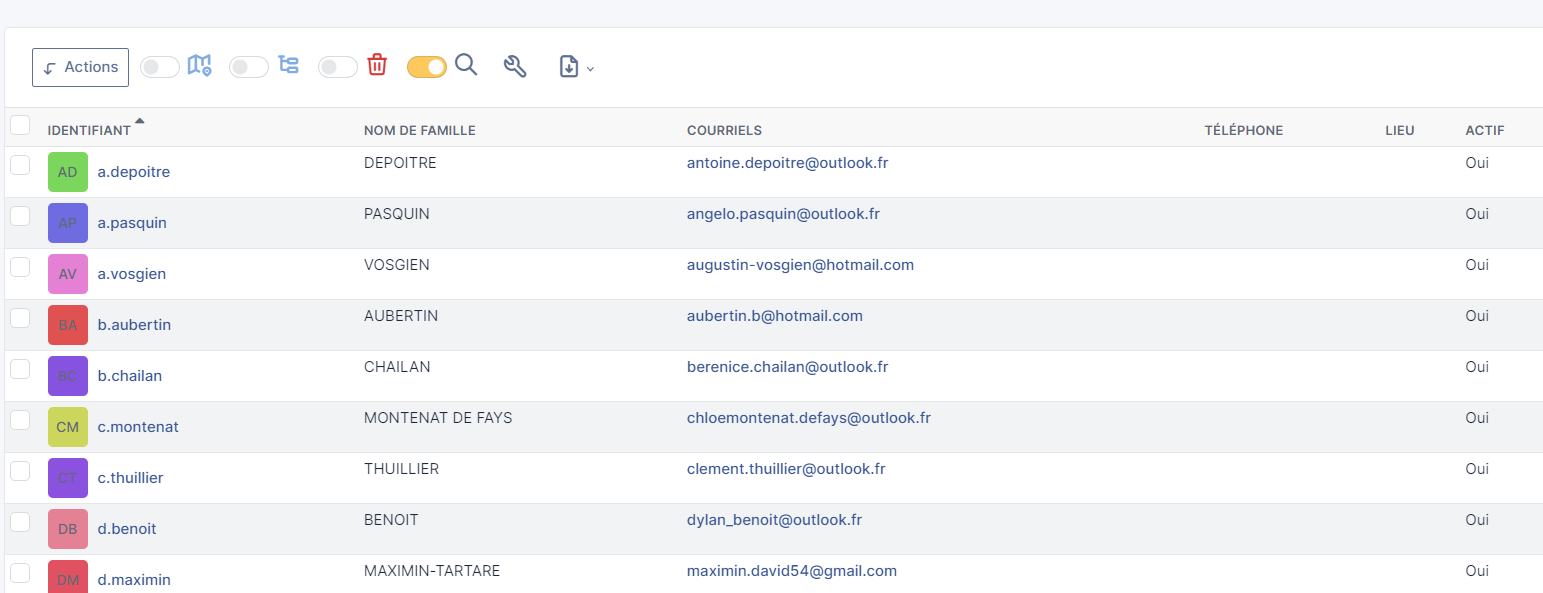 Actions
IDENTIFIANT NOM DE FAMILLE COURRIELS TÉLÉPHONE LIEU ACTIF
AD a.depoitre DEPOITRE antoine.depoitre@outlook.fr Oui
AP a.pasquin PASQUIN angelo.pasquin@outlook.fr Oui
AV a.vosgien VOSGIEN augustin-vosgien@hotmail.com Oui
BA b.aubertin AUBERTIN aubertin.b@hotmail.com Oui
BC b.chailan CHAILAN berenice.chailan@outlook.fr Oui
CM c.montenat MONTENAT DE FAYS chloemontenat.defays@outlook.fr Oui
CT c.thuillier THUILLIER clement.thuillier@outlook.fr Oui
DB d.benoit BENOIT dylan_benoit@outlook.fr Oui
DM d.maximin MAXIMIN-TARTARE maximin.david54@gmail.com Oui